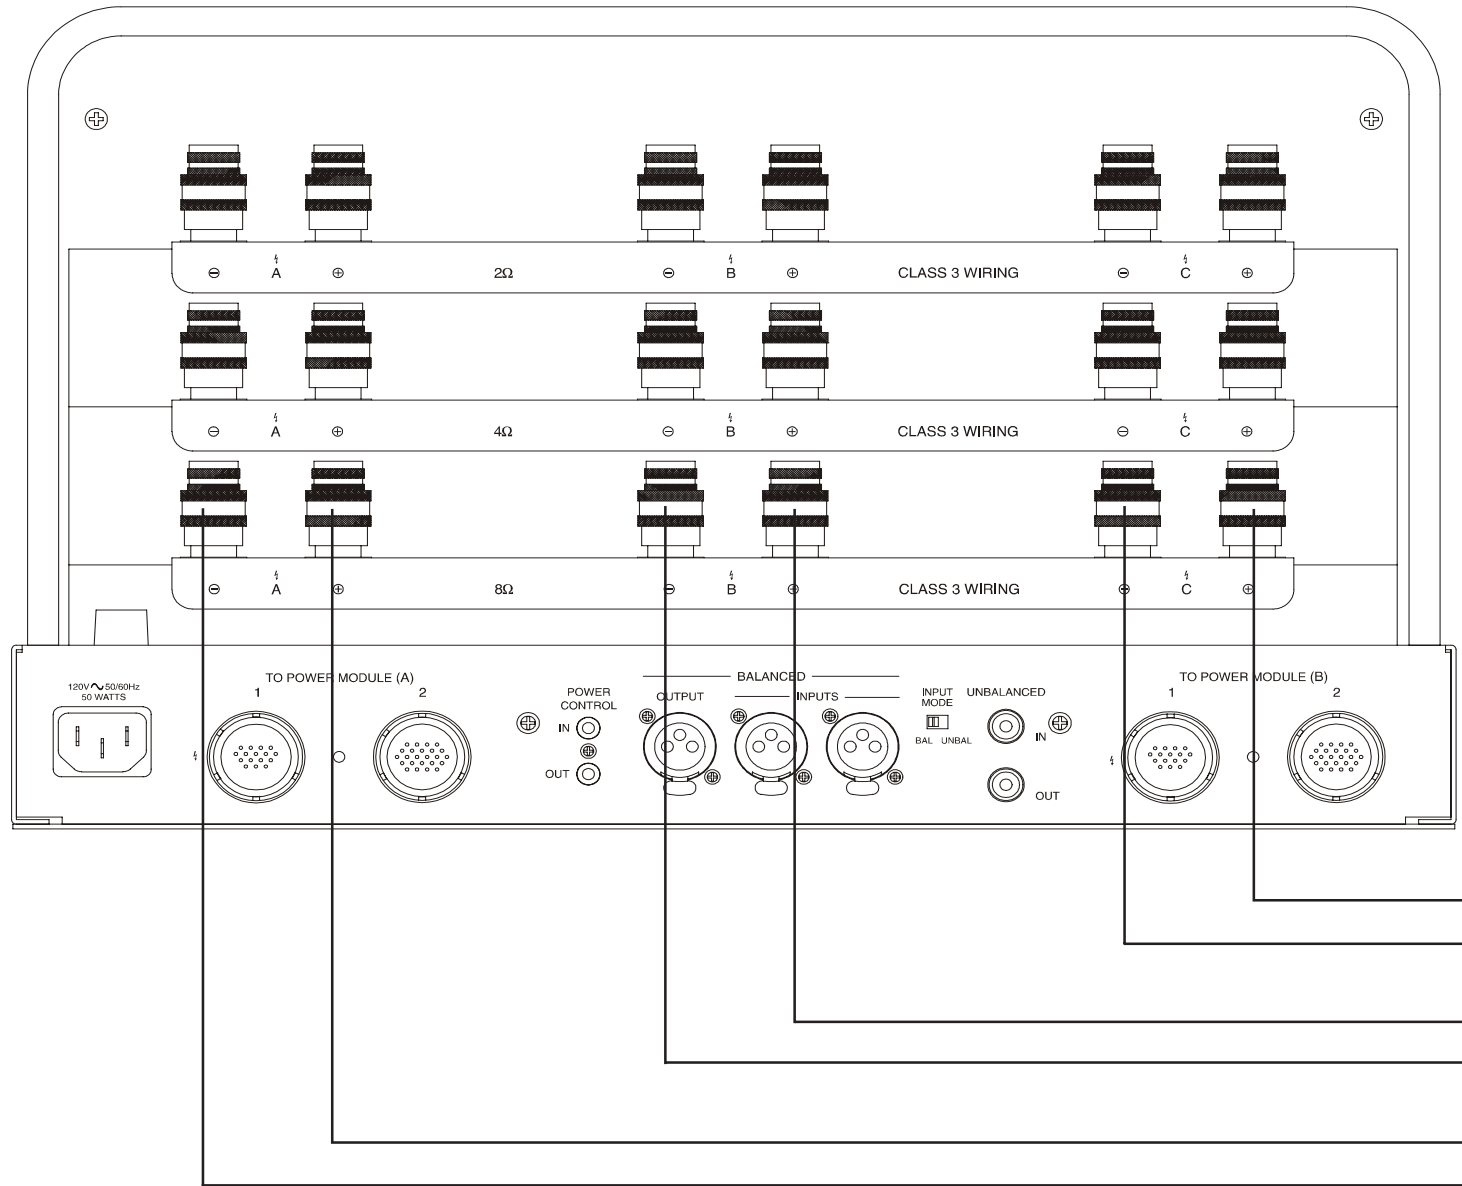 ⊖ A ⊕ 2Ω ⊖ B ⊕ CLASS 3 WIRING ⊖ C ⊕
⊖ A ⊕ 4Ω ⊖ B ⊕ CLASS 3 WIRING ⊖ C ⊕
⊖ A ⊕ 8Ω ⊖ B ⊕ CLASS 3 WIRING ⊖ C ⊕
120V∿50/60Hz
50 WATTS
TO POWER MODULE (A)
1 2
POWER
CONTROL
IN
OUT
BALANCED
OUTPUT INPUTS
INPUT
MODE
BAL UNBAL
UNBALANCED
IN
OUT
TO POWER MODULE (B)
1 2